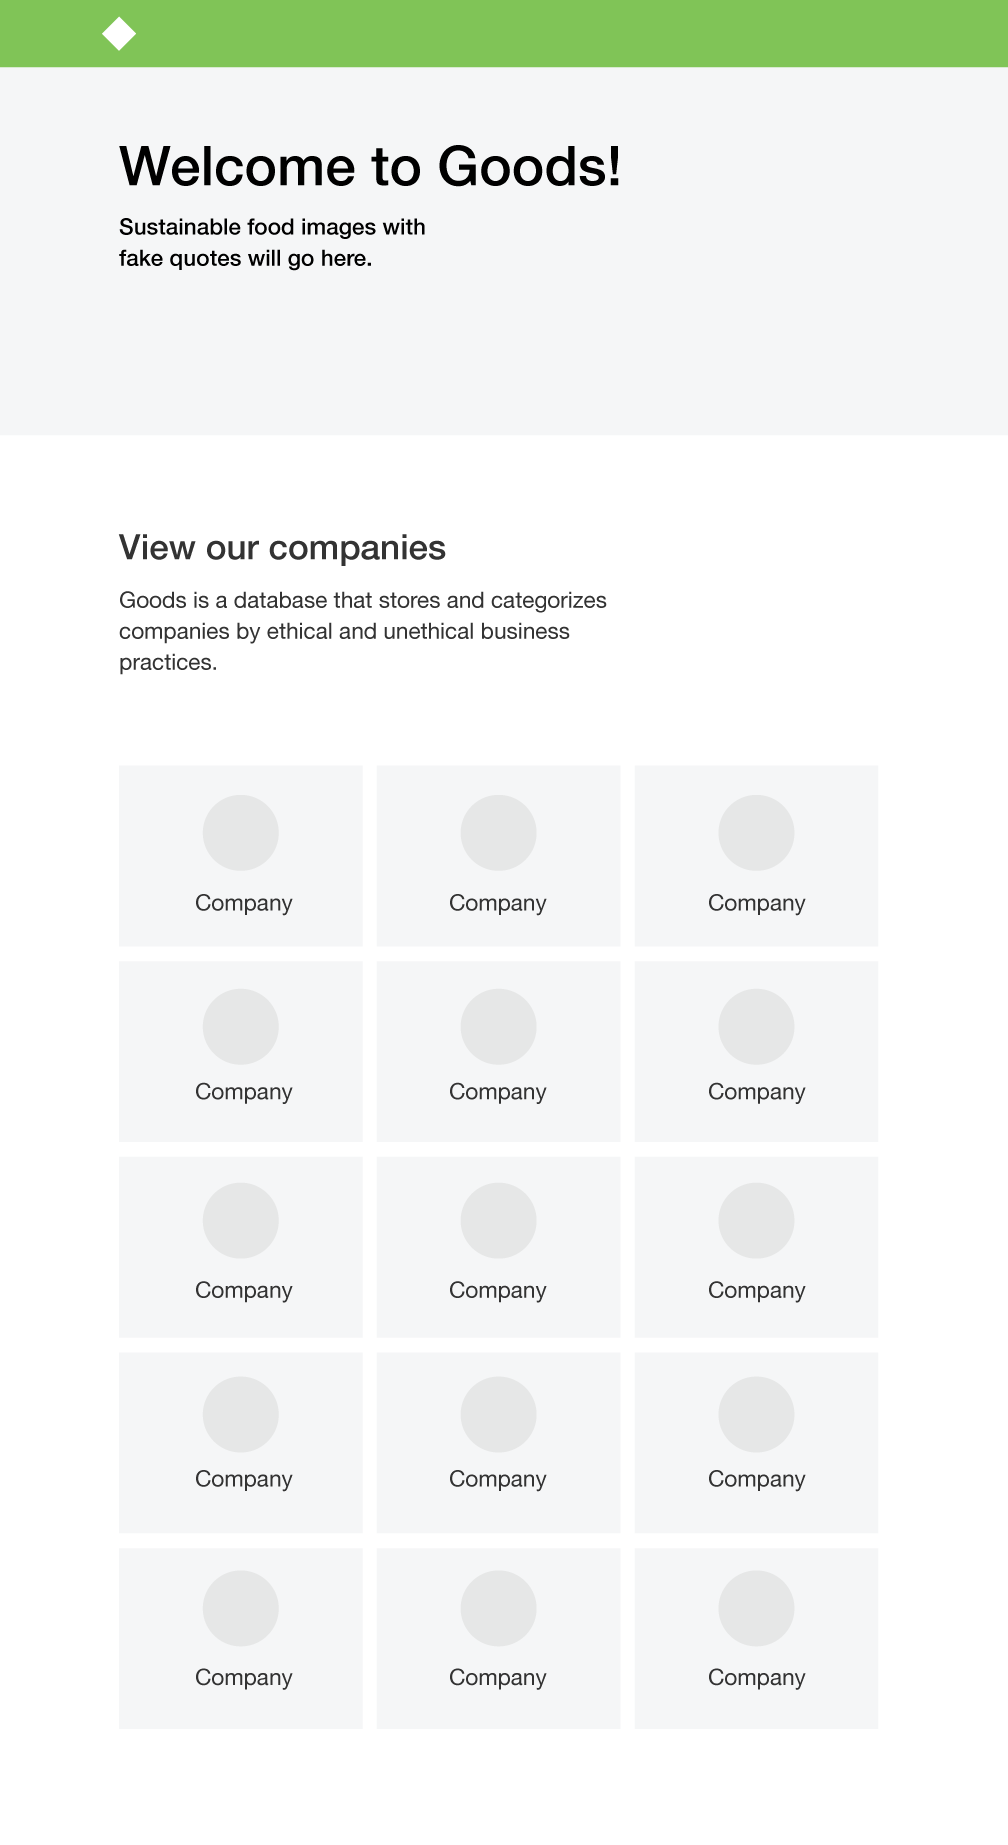 Welcome to Goods!
Sustainable food images with
fake quotes will go here.
View our companies
Goods is a database that stores and categorizes
companies by ethical and unethical business
practices.
Company Company Company
Company Company Company
Company Company Company
Company Company Company
Company Company Company